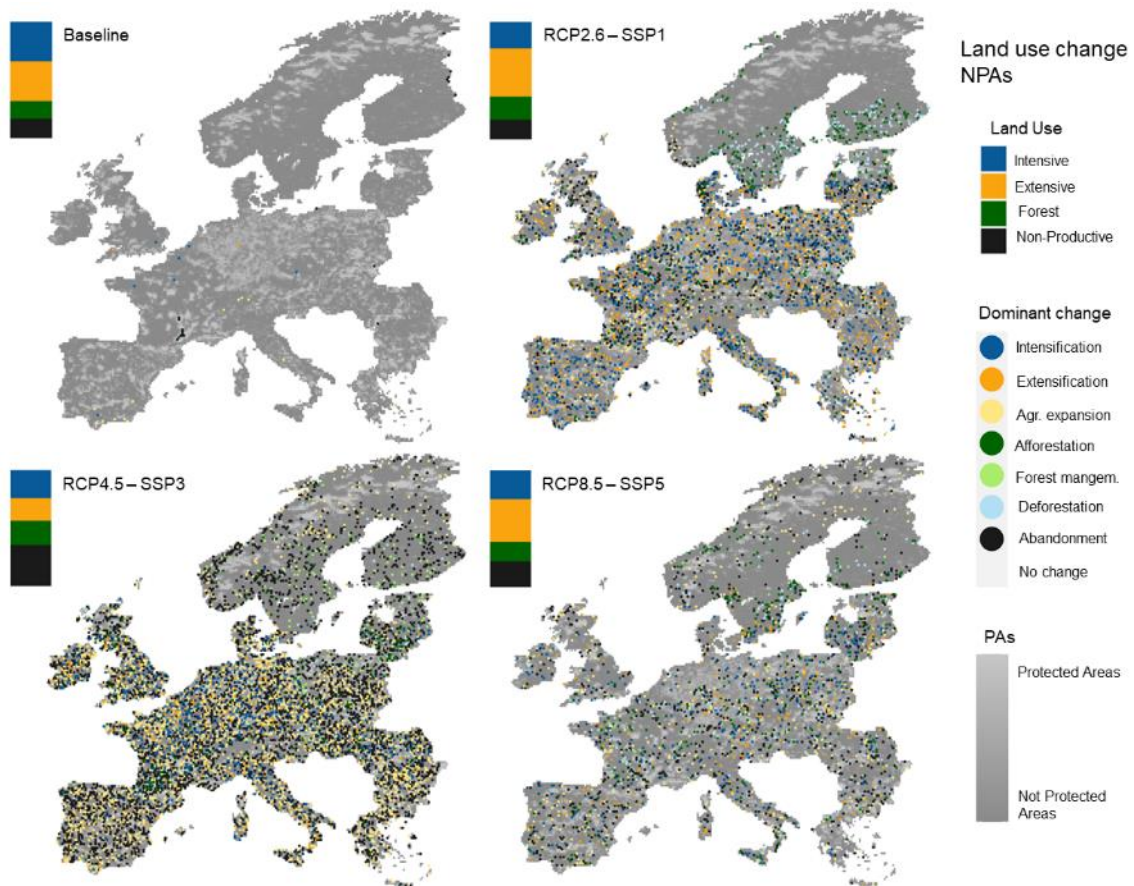 Baseline
RCP2.6 – SSP1
Land use change
NPAs
Land Use
Intensive
Extensive
Forest
Non-Productive
Dominant change
Intensification
Extensification
Agr. expansion
Afforestation
Forest mangem.
Deforestation
Abandonment
No change
RCP4.5 – SSP3
RCP8.5 – SSP5
PAs
Protected Areas
Not Protected
Areas